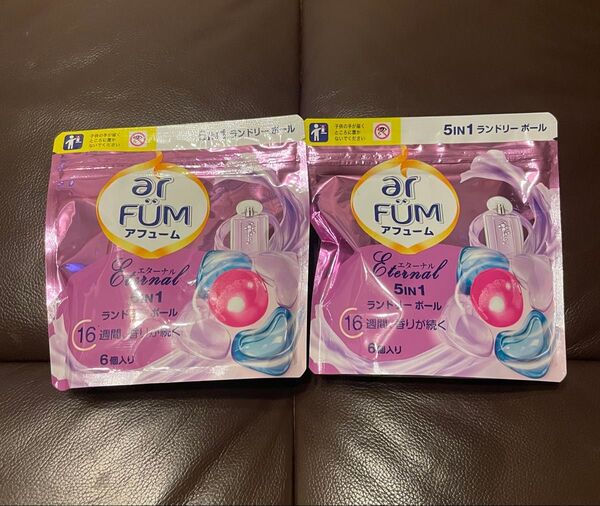 子供の手が届く
ところに置か
ないでください
5IN1 ランドリー ボール
ar
FÜM
アフューム
エターナル
Eternal
5IN1
ランドリー ボール
16週間、香りが続く
6個入り
子供の手が届く
ところに置か
ないでください
5IN1 ランドリー ボール
ar
FÜM
アフューム
エターナル
Eternal
5IN1
ランドリー ボール
16週間、香りが続く
6個入り